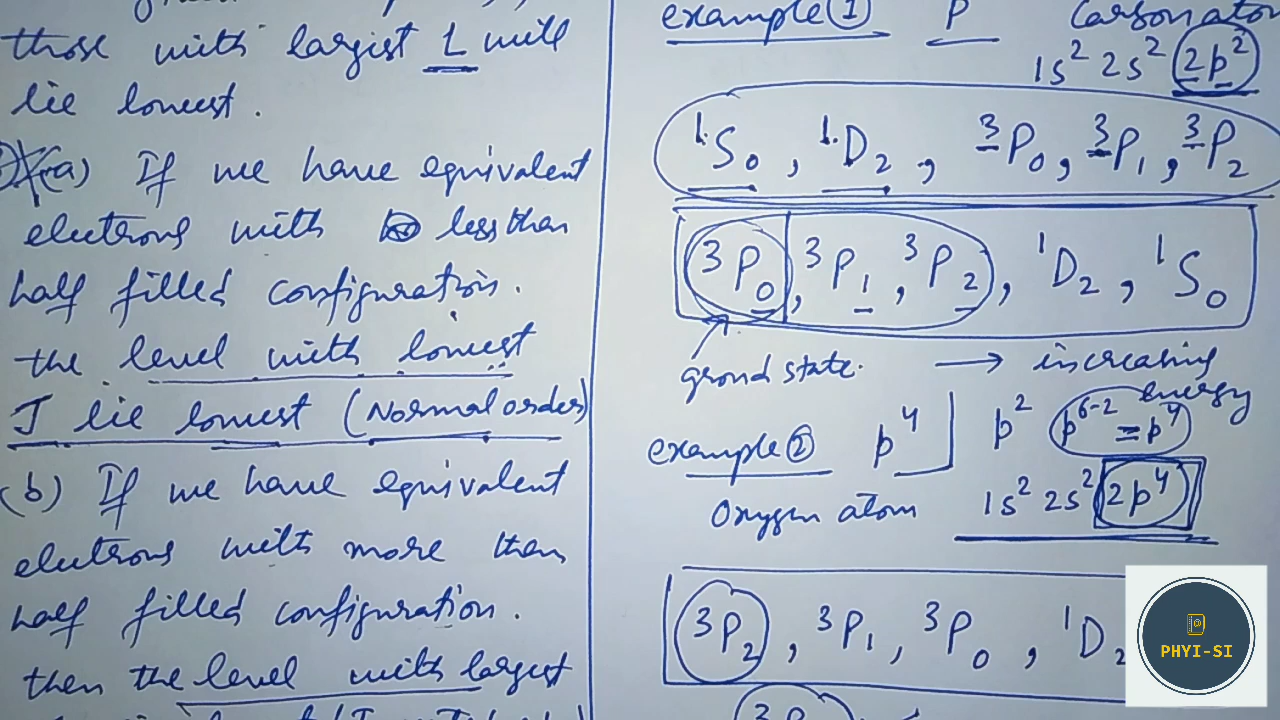 those with largest L will
lie lowest.
(a) If we have equivalent
electrons with less than
half filled configuration.
the level with lowest
J lie lowest (Normal order)
(b) If we have equivalent
electrons with more then
half filled configuration.
then the level with largest
example ① P Carbon atom
1s² 2s² 2p²
¹S₀, ¹D₂, ³P₀, ³P₁, ³P₂
³P₀, ³P₁, ³P₂, ¹D₂, ¹S₀
grond state. → increasing
energy
example ② p⁴ p² p⁶⁻² = p⁴
Oxygen atom 1s² 2s² 2p⁴
³P₂, ³P₁, ³P₀, ¹D₂
PHYI-SI